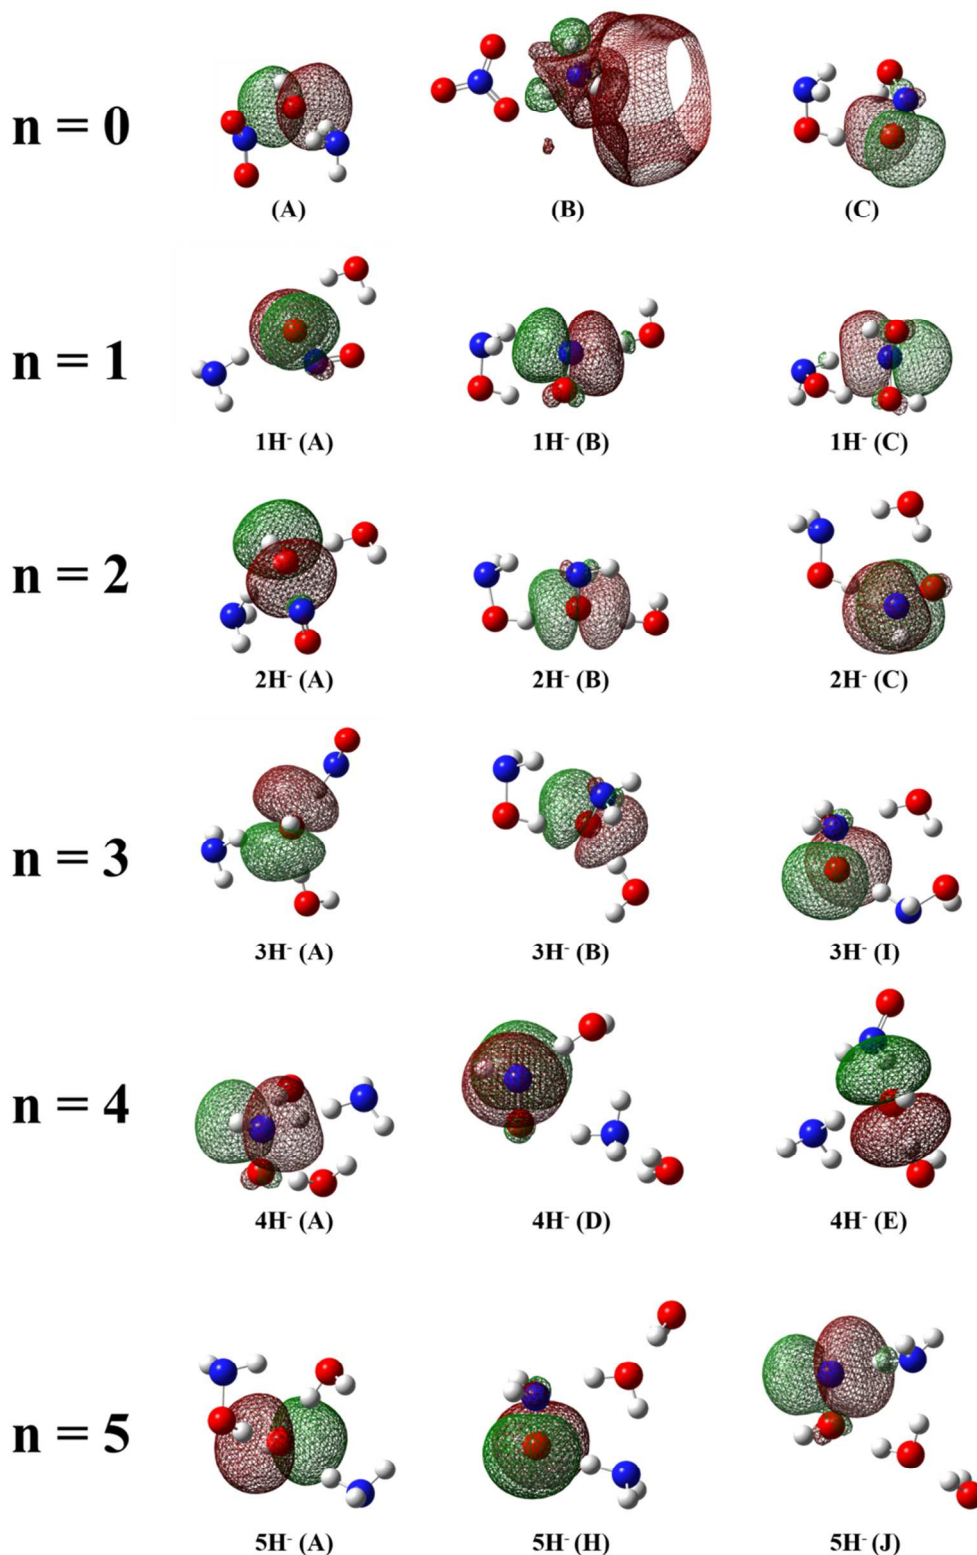 n = 0
(A) (B) (C)
n = 1
1H⁻ (A) 1H⁻ (B) 1H⁻ (C)
n = 2
2H⁻ (A) 2H⁻ (B) 2H⁻ (C)
n = 3
3H⁻ (A) 3H⁻ (B) 3H⁻ (I)
n = 4
4H⁻ (A) 4H⁻ (D) 4H⁻ (E)
n = 5
5H⁻ (A) 5H⁻ (H) 5H⁻ (J)